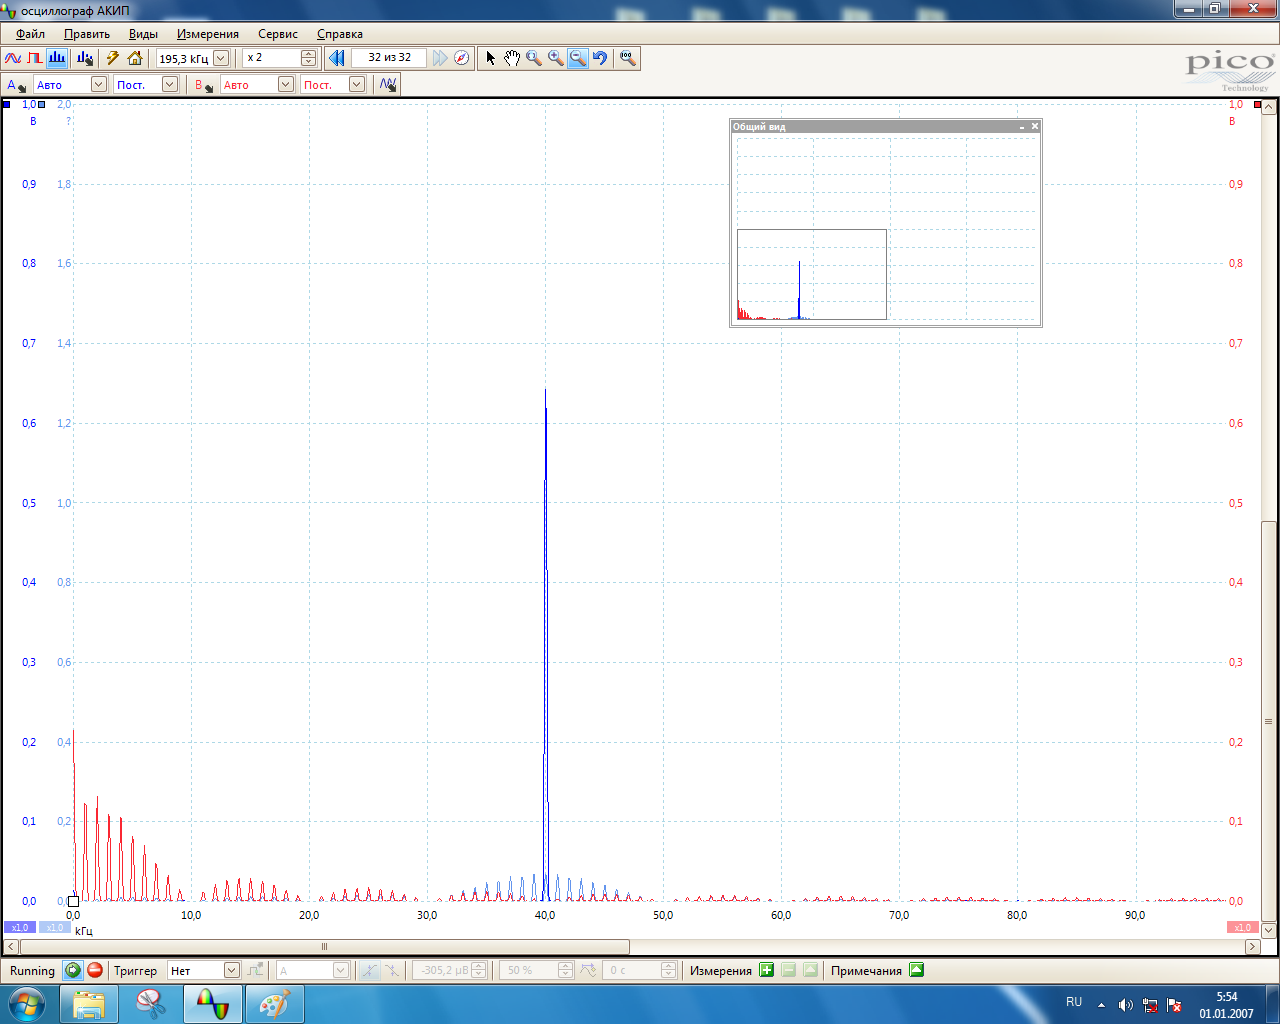 осциллограф АКИП
Файл Править Виды Измерения Сервис Справка
195,3 кГц x 2 32 из 32
pico
Technology
A Авто Пост. B Авто Пост.
1,0 2,0 1,0
В ? В
Общий вид
0,9 1,8 0,9
0,8 1,6 0,8
0,7 1,4 0,7
0,6 1,2 0,6
0,5 1,0 0,5
0,4 0,8 0,4
0,3 0,6 0,3
0,2 0,4 0,2
0,1 0,2 0,1
0,0 0,0 0,0
0,0 10,0 20,0 30,0 40,0 50,0 60,0 70,0 80,0 90,0
x1,0 x1,0 кГц x1,0
Running Триггер Нет A -305,2 µВ 50 % 0 с Измерения Примечания
RU 5:54
01.01.2007